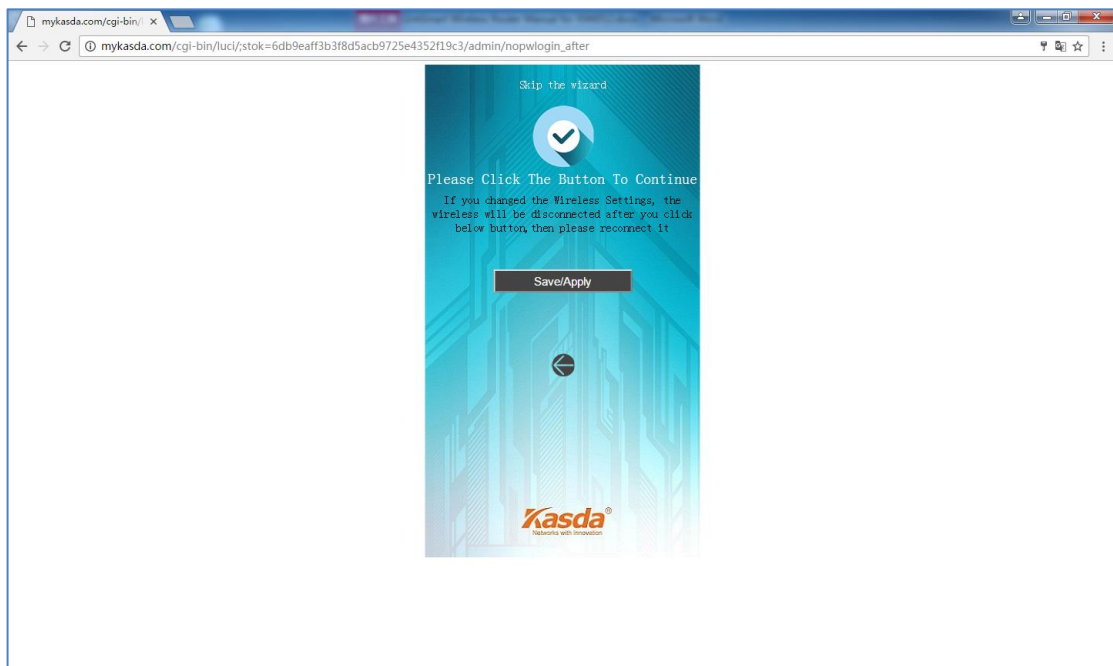 mykasda.com/cgi-bin/l
mykasda.com/cgi-bin/luci/;stok=6db9eaff3b3f8d5acb9725e4352f19c3/admin/nopwlogin_after
Skip the wizard
Please Click The Button To Continue
If you changed the Wireless Settings, the
wireless will be disconnected after you click
below button, then please reconnect it
Save/Apply
Kasda®
Networks with Innovation